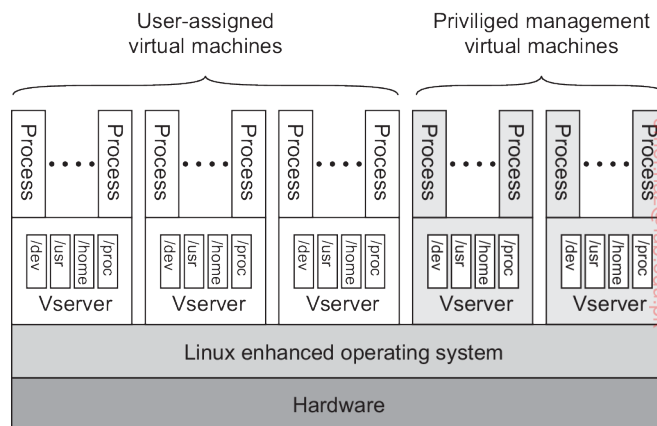 User-assigned
virtual machines
Priviliged management
virtual machines
Process
Process
Process
Process
Process
Process
Process
Process
Process
Process
/dev
/usr
/home
/proc
/dev
/usr
/home
/proc
/dev
/usr
/home
/proc
/dev
/usr
/home
/proc
/dev
/usr
/home
/proc
Vserver
Vserver
Vserver
Vserver
Vserver
Linux enhanced operating system
Hardware